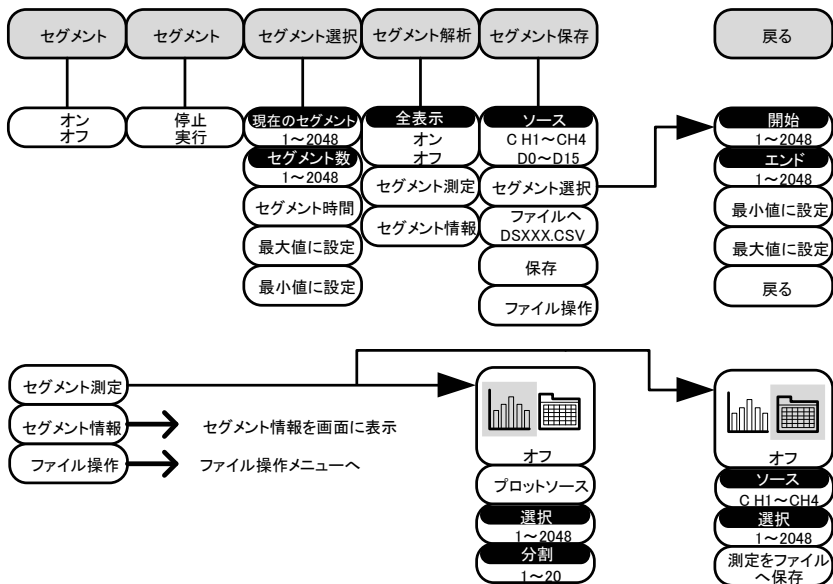 セグメント
セグメント
セグメント選択
セグメント解析
セグメント保存
戻る
オン
オフ
停止
実行
現在のセグメント
1～2048
セグメント数
1～2048
セグメント時間
最大値に設定
最小値に設定
全表示
オン
オフ
セグメント測定
セグメント情報
ソース
C H1～CH4
D0～D15
セグメント選択
ファイルへ
DSXXX.CSV
保存
ファイル操作
開始
1～2048
エンド
1～2048
最小値に設定
最大値に設定
戻る
セグメント測定
セグメント情報
セグメント情報を画面に表示
ファイル操作
ファイル操作メニューへ
オフ
プロットソース
選択
1～2048
分割
1～20
オフ
ソース
C H1～CH4
選択
1～2048
測定をファイル
へ保存